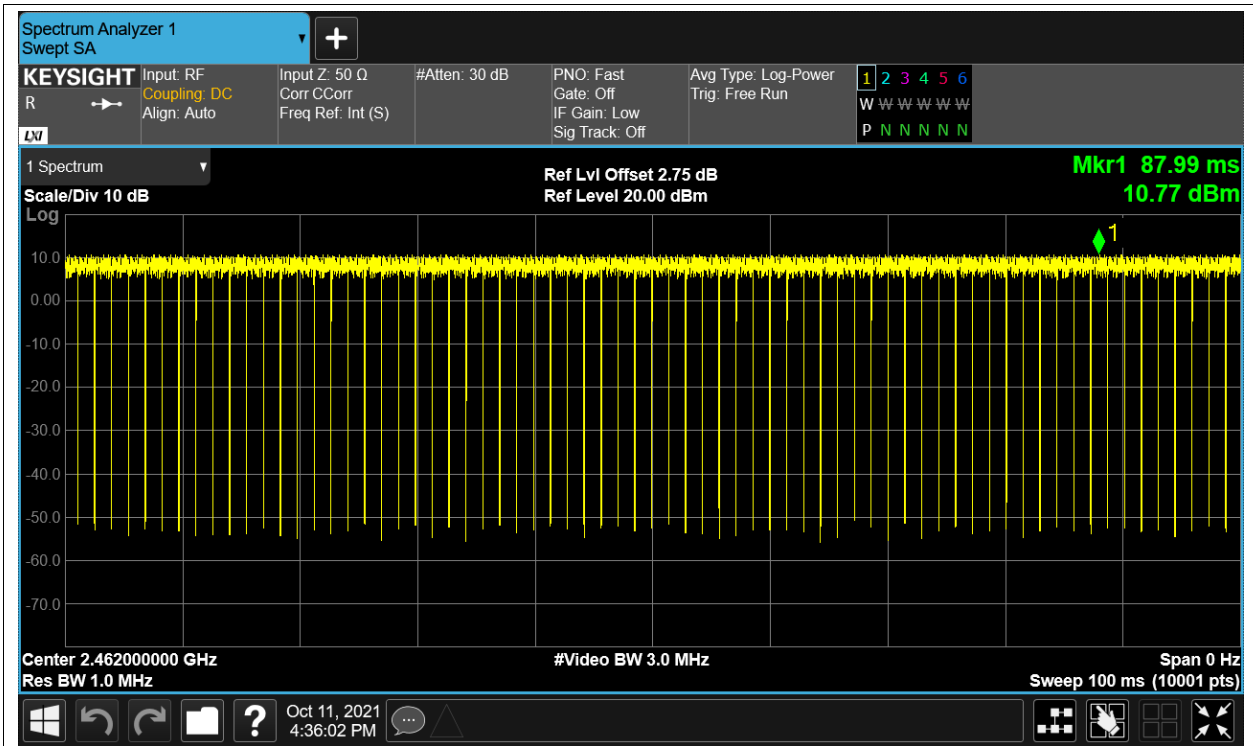 Spectrum Analyzer 1
Swept SA
KEYSIGHT
R
LXI
Input: RF
Coupling: DC
Align: Auto
Input Z: 50 Ω
Corr CCorr
Freq Ref: Int (S)
#Atten: 30 dB
PNO: Fast
Gate: Off
IF Gain: Low
Sig Track: Off
Avg Type: Log-Power
Trig: Free Run
1 2 3 4 5 6
W W W W W W
P N N N N N
1 Spectrum
Scale/Div 10 dB
Log
Ref Lvl Offset 2.75 dB
Ref Level 20.00 dBm
Mkr1 87.99 ms
10.77 dBm
1
10.0
0.00
-10.0
-20.0
-30.0
-40.0
-50.0
-60.0
-70.0
Center 2.462000000 GHz
#Video BW 3.0 MHz
Span 0 Hz
Res BW 1.0 MHz
Sweep 100 ms (10001 pts)
?
Oct 11, 2021
4:36:02 PM